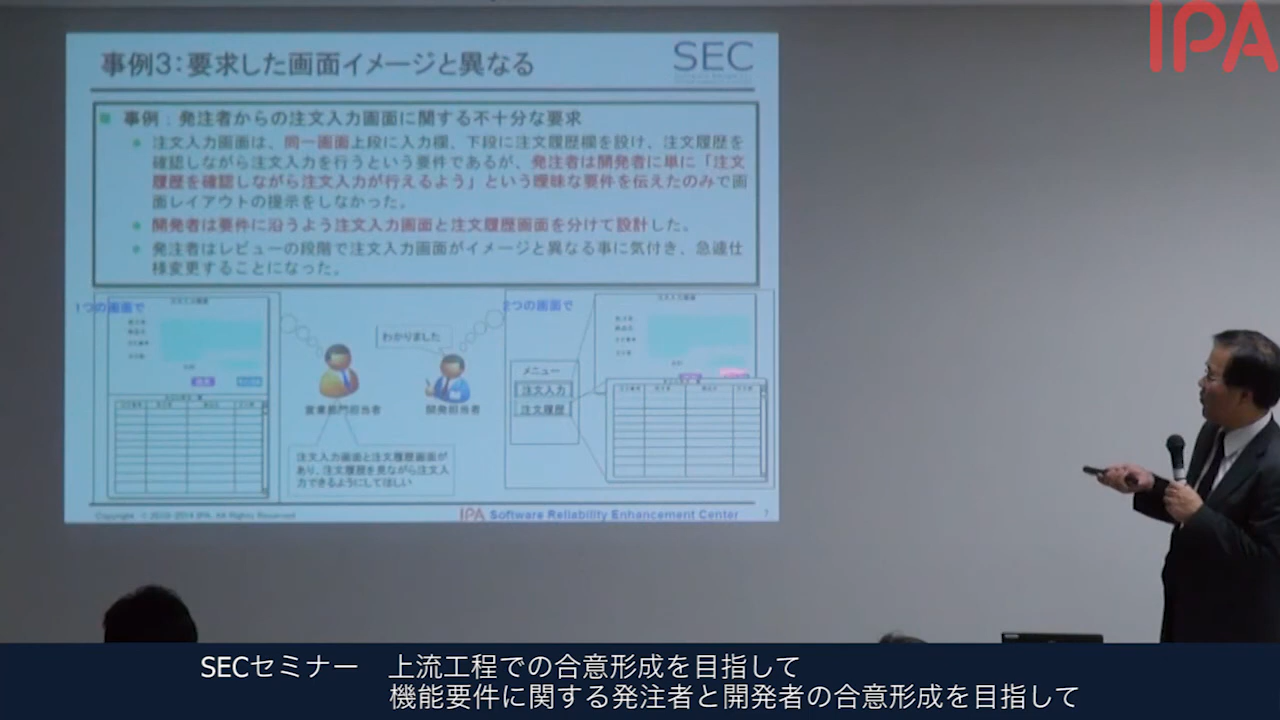 IPA
事例3:要求した画面イメージと異なる
SEC
事例:発注者からの注文入力画面に関する不十分な要求
注文入力画面は、同一画面上段に入力欄、下段に注文履歴欄を設け、注文履歴を
確認しながら注文入力を行うという要件であるが、発注者は開発者に単に「注文
履歴を確認しながら注文入力が行えるよう」という曖昧な要件を伝えたのみで画
面レイアウトの提示をしなかった。
開発者は要件に沿うよう注文入力画面と注文履歴画面を分けて設計した。
発注者はレビューの段階で注文入力画面がイメージと異なる事に気付き、急遽仕
様変更することになった。
1つの画面で
2つの画面で
注文入力画面
注文入力画面
わかりました
メニュー
注文入力
注文履歴
営業部門担当者
開発担当者
注文入力画面と注文履歴画面が
あり、注文履歴を見ながら注文入
力できるようにしてほしい
Copyright © 2010-2014 IPA, All Rights Reserved
IPA Software Reliability Enhancement Center
7
SECセミナー 上流工程での合意形成を目指して
機能要件に関する発注者と開発者の合意形成を目指して